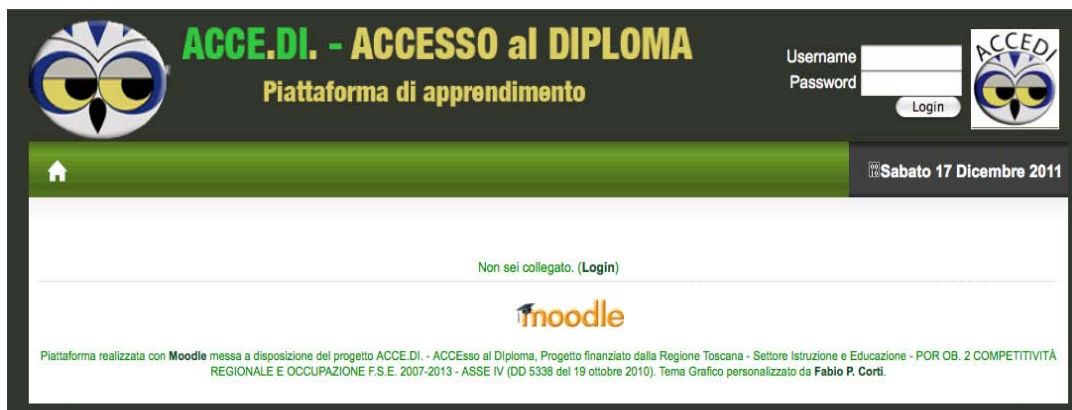 ACCE.DI. - ACCESSO al DIPLOMA
Piattaforma di apprendimento
Username
Password
Login
ACCEDI
Sabato 17 Dicembre 2011
Non sei collegato. (Login)
moodle
Piattaforma realizzata con Moodle messa a disposizione del progetto ACCE.DI. - ACCEsso al DIploma, Progetto finanziato dalla Regione Toscana - Settore Istruzione e Educazione - POR OB. 2 COMPETITIVITÀ
REGIONALE E OCCUPAZIONE F.S.E. 2007-2013 - ASSE IV (DD 5338 del 19 ottobre 2010). Tema Grafico personalizzato da Fabio P. Corti.